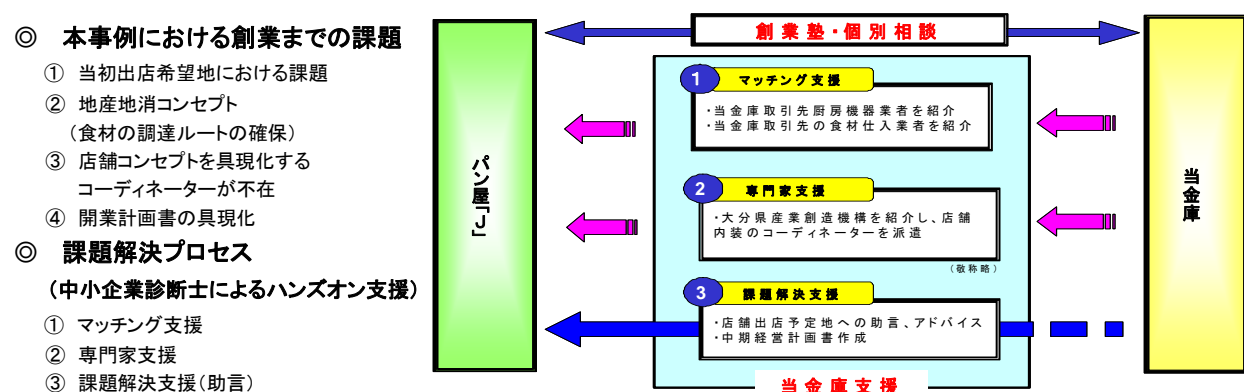 ◎ 本事例における創業までの課題
① 当初出店希望地における課題
② 地産地消コンセプト
（食材の調達ルートの確保）
③ 店舗コンセプトを具現化する
コーディネーターが不在
④ 開業計画書の具現化
◎ 課題解決プロセス
（中小企業診断士によるハンズオン支援）
① マッチング支援
② 専門家支援
③ 課題解決支援（助言）
パン屋「J」
創業塾・個別相談
1 マッチング支援
・当金庫取引先厨房機器業者を紹介
・当金庫取引先の食材仕入業者を紹介
2 専門家支援
・大分県産業創造機構を紹介し、店舗
内装のコーディネーターを派遣
（敬称略）
3 課題解決支援
・店舗出店予定地への助言、アドバイス
・中期経営計画書作成
当金庫支援
当金庫